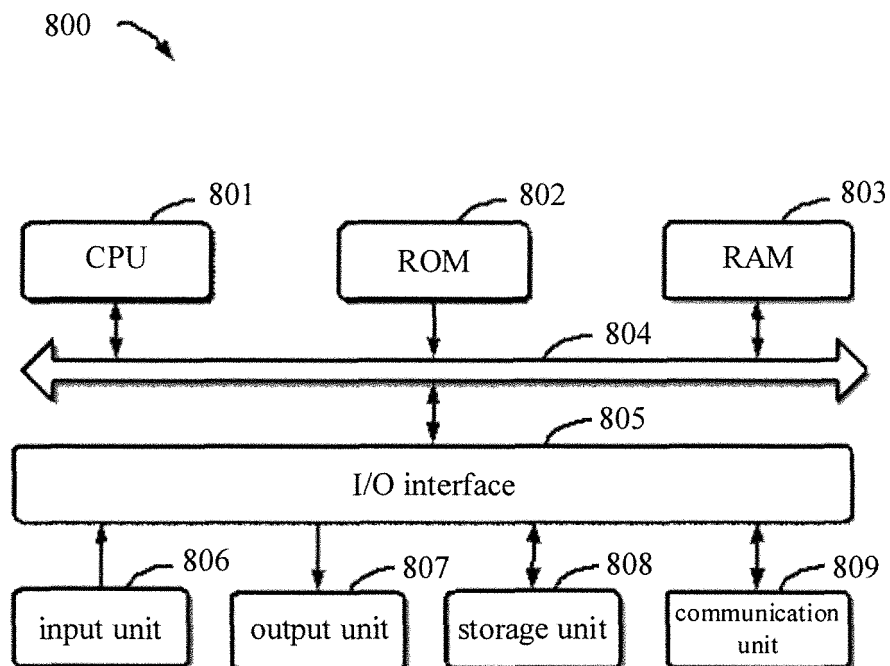 800
801
802
803
CPU
ROM
RAM
804
805
I/O interface
806
807
808
809
input unit
output unit
storage unit
communication
unit